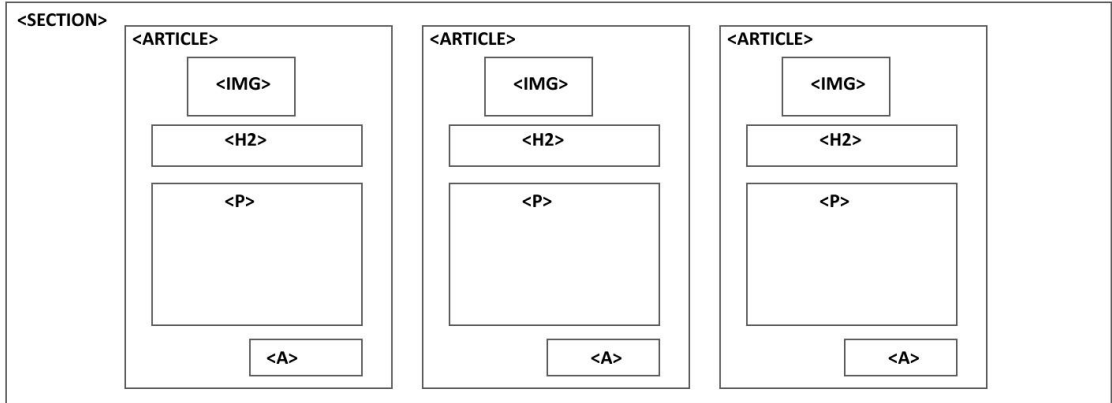 <SECTION>
<ARTICLE>
<IMG>
<H2>
<P>
<A>
<ARTICLE>
<IMG>
<H2>
<P>
<A>
<ARTICLE>
<IMG>
<H2>
<P>
<A>